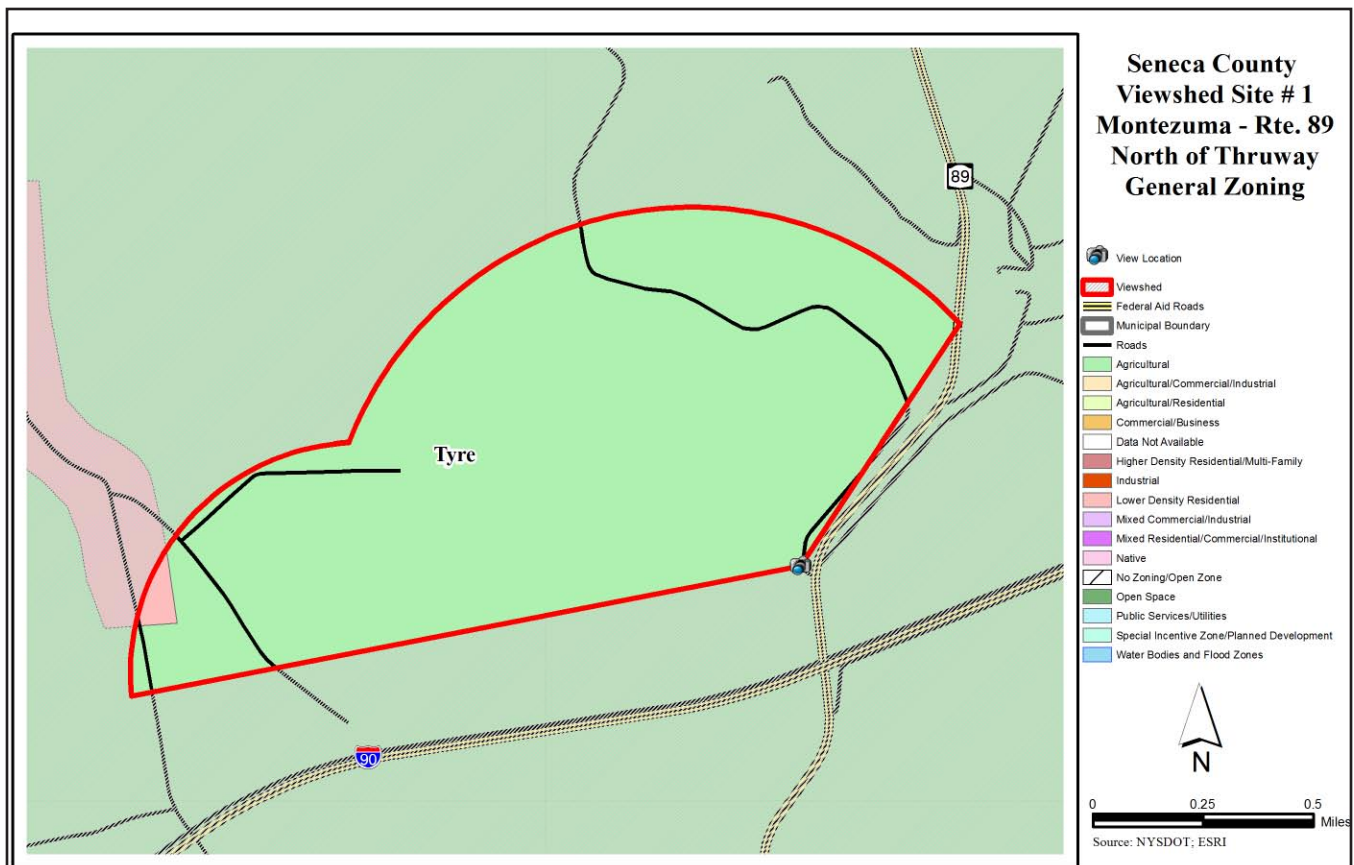 Seneca County
Viewshed Site # 1
Montezuma - Rte. 89
North of Thruway
General Zoning
View Location
Viewshed
Federal Aid Roads
Municipal Boundary
Roads
Agricultural
Agricultural/Commercial/Industrial
Agricultural/Residential
Commercial/Business
Data Not Available
Higher Density Residential/Multi-Family
Industrial
Lower Density Residential
Mixed Commercial/Industrial
Mixed Residential/Commercial/Institutional
Native
No Zoning/Open Zone
Open Space
Public Services/Utilities
Special Incentive Zone/Planned Development
Water Bodies and Flood Zones
N
0 0.25 0.5
Miles
Source: NYSDOT; ESRI
89
Tyre
90